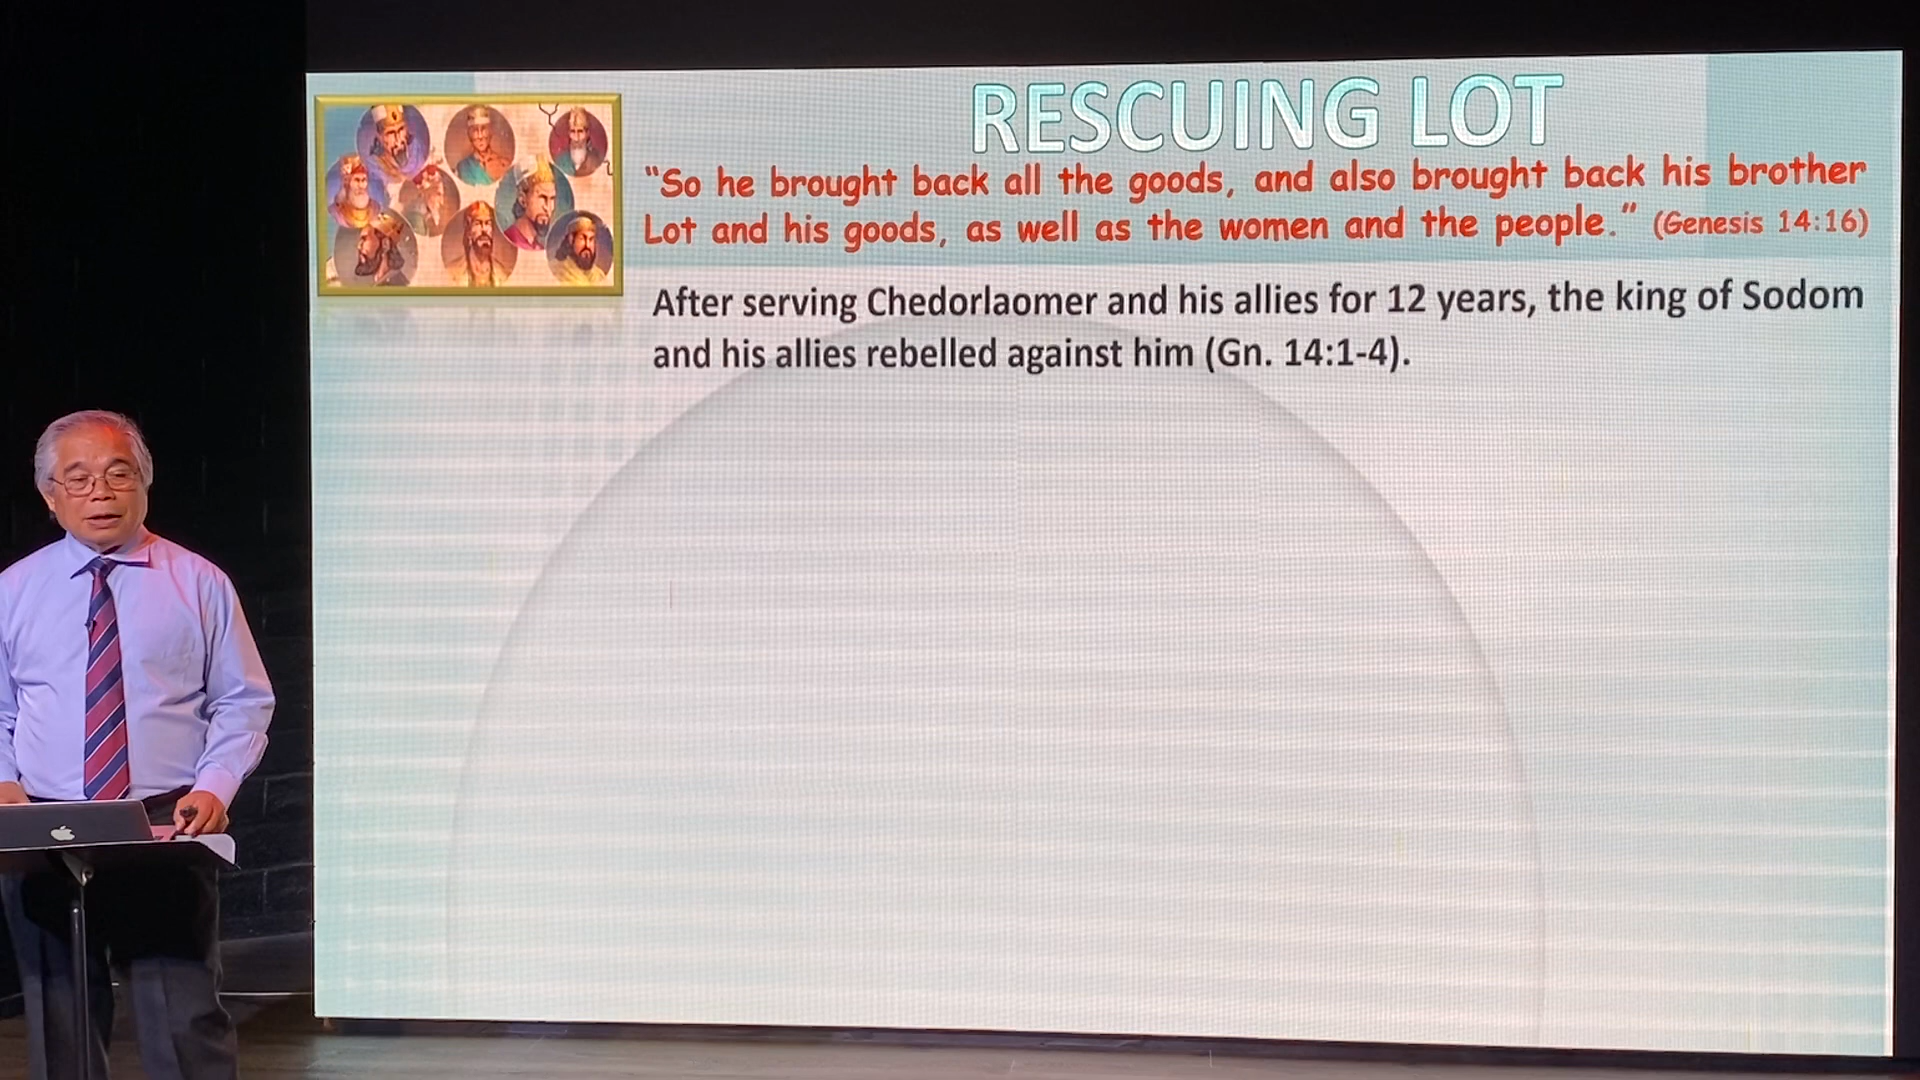 RESCUING LOT
"So he brought back all the goods, and also brought back his brother
Lot and his goods, as well as the women and the people." (Genesis 14:16)
After serving Chedorlaomer and his allies for 12 years, the king of Sodom
and his allies rebelled against him (Gn. 14:1-4).